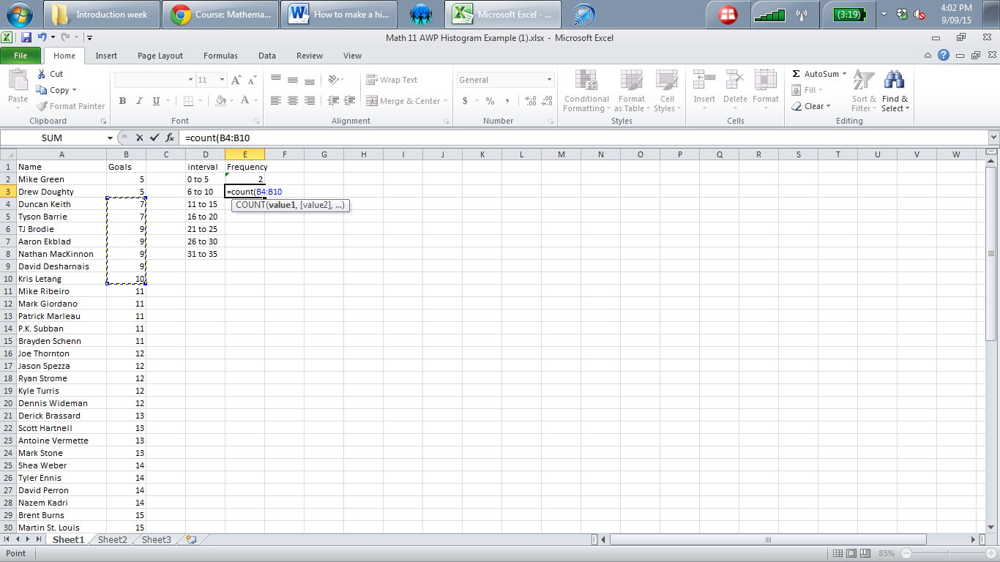 Introduction week
Course: Mathema...
How to make a hi...
Microsoft Excel - ...
(3:19)
4:02 PM
9/09/15
Math 11 AWP Histogram Example (1).xlsx - Microsoft Excel
File Home Insert Page Layout Formulas Data Review View
Paste
Cut
Copy
Format Painter
Clipboard
11
B I U
Font
Wrap Text
Merge & Center
Alignment
General
$ % ,
Number
Conditional Formatting
Format as Table
Cell Styles
Styles
Insert Delete Format
Cells
Σ AutoSum
Fill
Clear
Sort & Filter
Find & Select
Editing
SUM fx =count(B4:B10
A B C D E F G H I J K L M N O P Q R S T U V W
1 Name Goals interval Frequency
2 Mike Green 5 0 to 5 2
3 Drew Doughty 5 6 to 10 =count(B4:B10
4 Duncan Keith 7 11 to 15 COUNT(value1, [value2], ...)
5 Tyson Barrie 7 16 to 20
6 TJ Brodie 9 21 to 25
7 Aaron Ekblad 9 26 to 30
8 Nathan MacKinnon 9 31 to 35
9 David Desharnais 9
10 Kris Letang 10
11 Mike Ribeiro 11
12 Mark Giordano 11
13 Patrick Marleau 11
14 P.K. Subban 11
15 Brayden Schenn 11
16 Joe Thornton 12
17 Jason Spezza 12
18 Ryan Strome 12
19 Kyle Turris 12
20 Dennis Wideman 12
21 Derick Brassard 13
22 Scott Hartnell 13
23 Antoine Vermette 13
24 Mark Stone 13
25 Shea Weber 14
26 Tyler Ennis 14
27 David Perron 14
28 Nazem Kadri 14
29 Brent Burns 15
30 Martin St. Louis 15
Sheet1 Sheet2 Sheet3
Point 85%